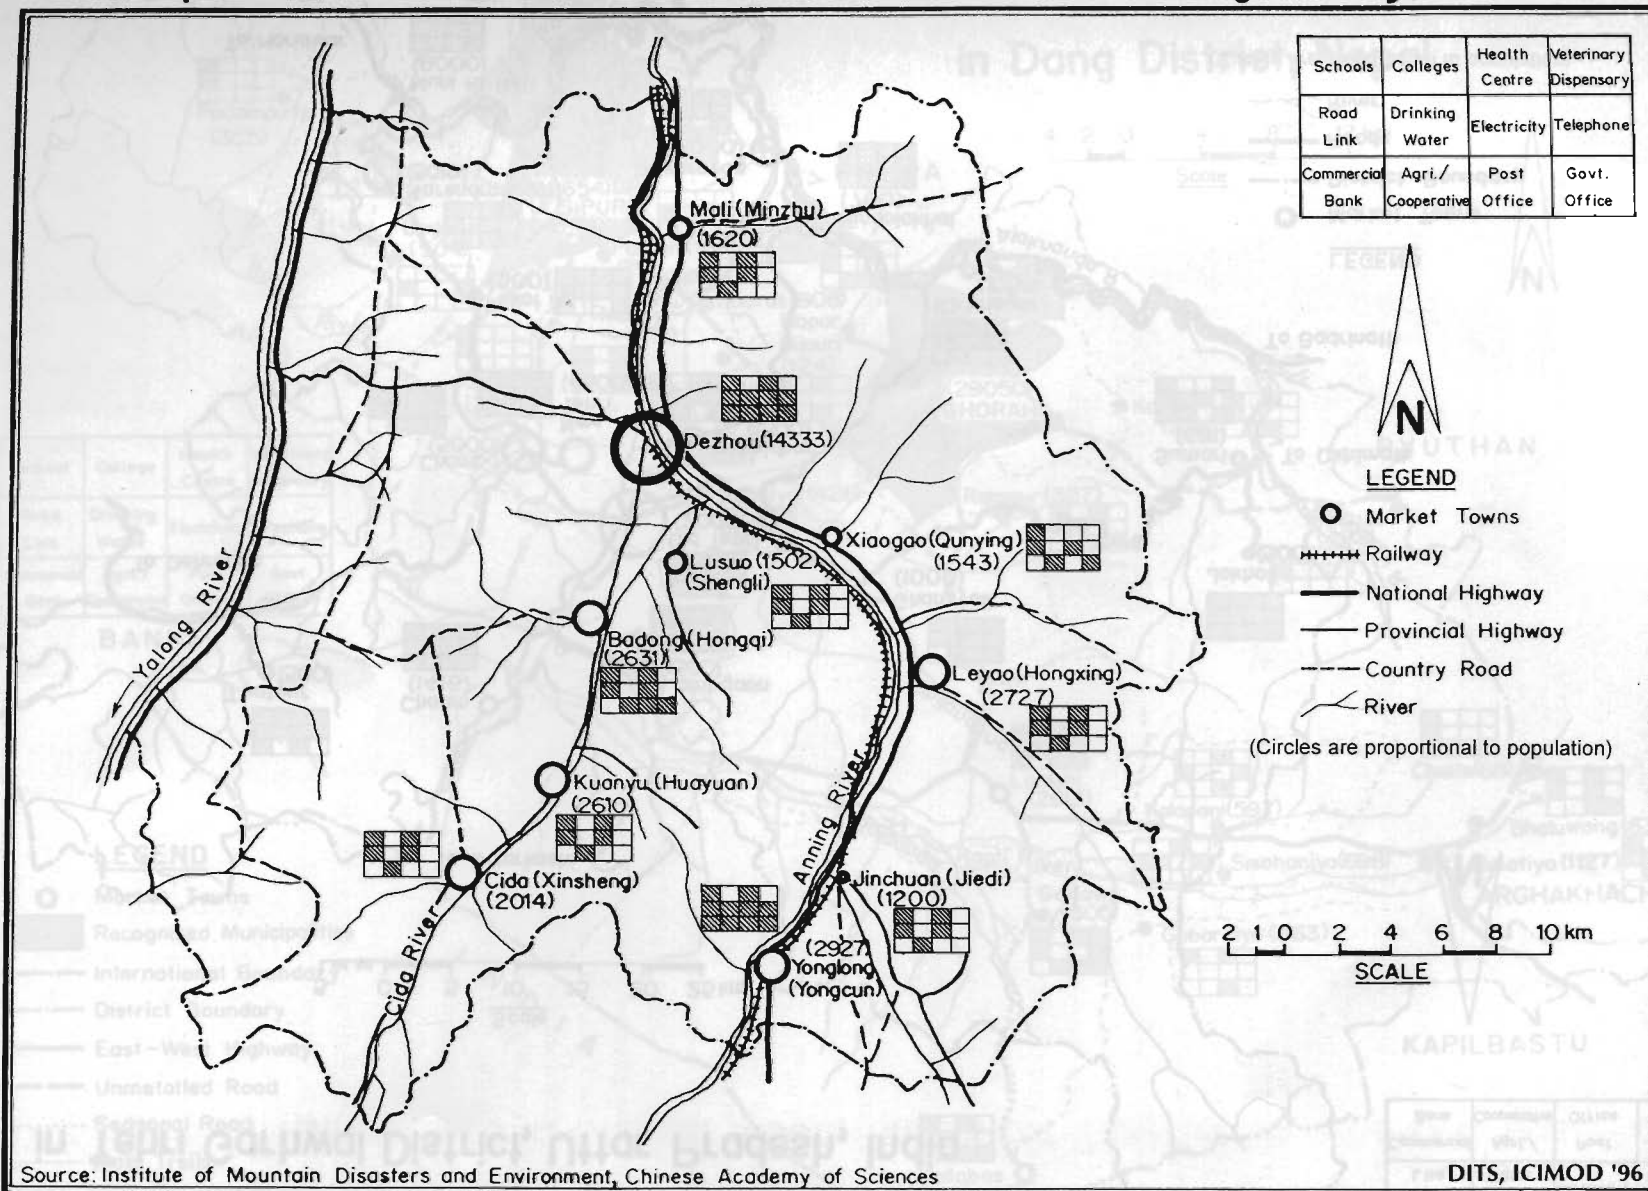 Schools Colleges Health Centre Veterinary Dispensary
Road Link Drinking Water Electricity Telephone
Commercial Bank Agri./ Cooperative Post Office Govt. Office
Mali (Minzhu)
(1620)
Dezhou (14333)
Xiaogao (Qunying)
(1543)
Lusuo (1502)
(Shengli)
Badong (Hongqi)
(2631)
Leyao (Hongxing)
(2727)
Kuanyu (Huayuan)
(2610)
Cida (Xinsheng)
(2014)
Jinchuan (Jiedi)
(1200)
(2927)
Yonglong
(Yongcun)
Yalong River
Anning River
Cida River
N
LEGEND
Market Towns
Railway
National Highway
Provincial Highway
Country Road
River
(Circles are proportional to population)
2 1 0 2 4 6 8 10 km
SCALE
Source: Institute of Mountain Disasters and Environment, Chinese Academy of Sciences
DITS, ICIMOD '96